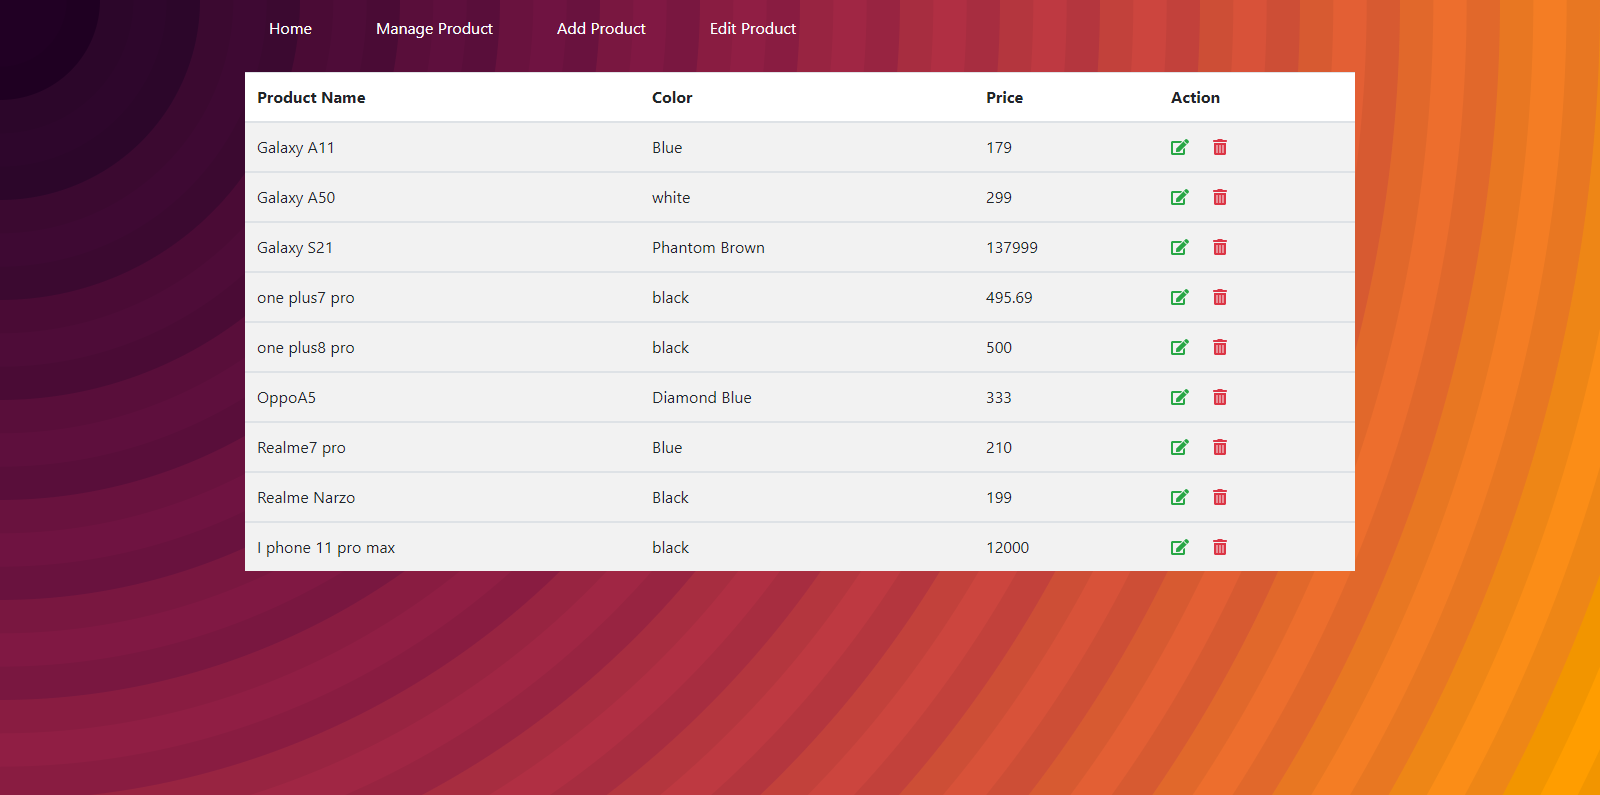 Home Manage Product Add Product Edit Product
Product Name Color Price Action
Galaxy A11 Blue 179
Galaxy A50 white 299
Galaxy S21 Phantom Brown 137999
one plus7 pro black 495.69
one plus8 pro black 500
OppoA5 Diamond Blue 333
Realme7 pro Blue 210
Realme Narzo Black 199
I phone 11 pro max black 12000